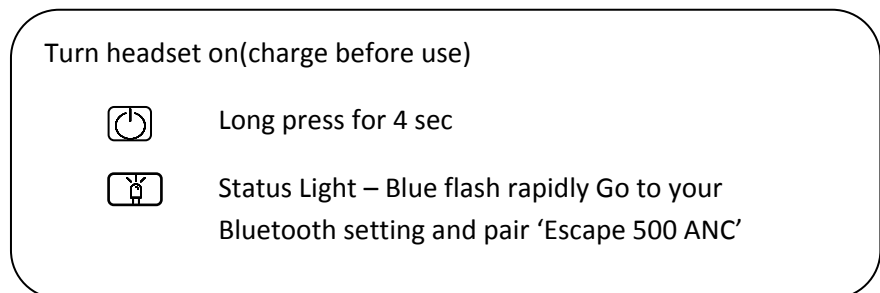 Turn headset on(charge before use)
Long press for 4 sec
Status Light – Blue flash rapidly Go to your
Bluetooth setting and pair ‘Escape 500 ANC’